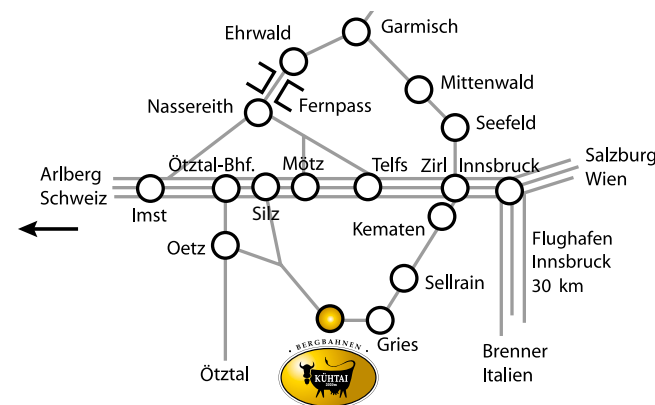 Garmisch
Ehrwald
Mittenwald
Nassereith
Fernpass
Seefeld
Ötztal-Bhf.
Mötz
Telfs
Zirl
Innsbruck
Salzburg
Wien
Arlberg
Schweiz
Imst
Silz
Kematen
Oetz
Flughafen
Innsbruck
30 km
Sellrain
Gries
Brenner
Italien
Ötztal
· BERGBAHNEN ·
KÜHTAI